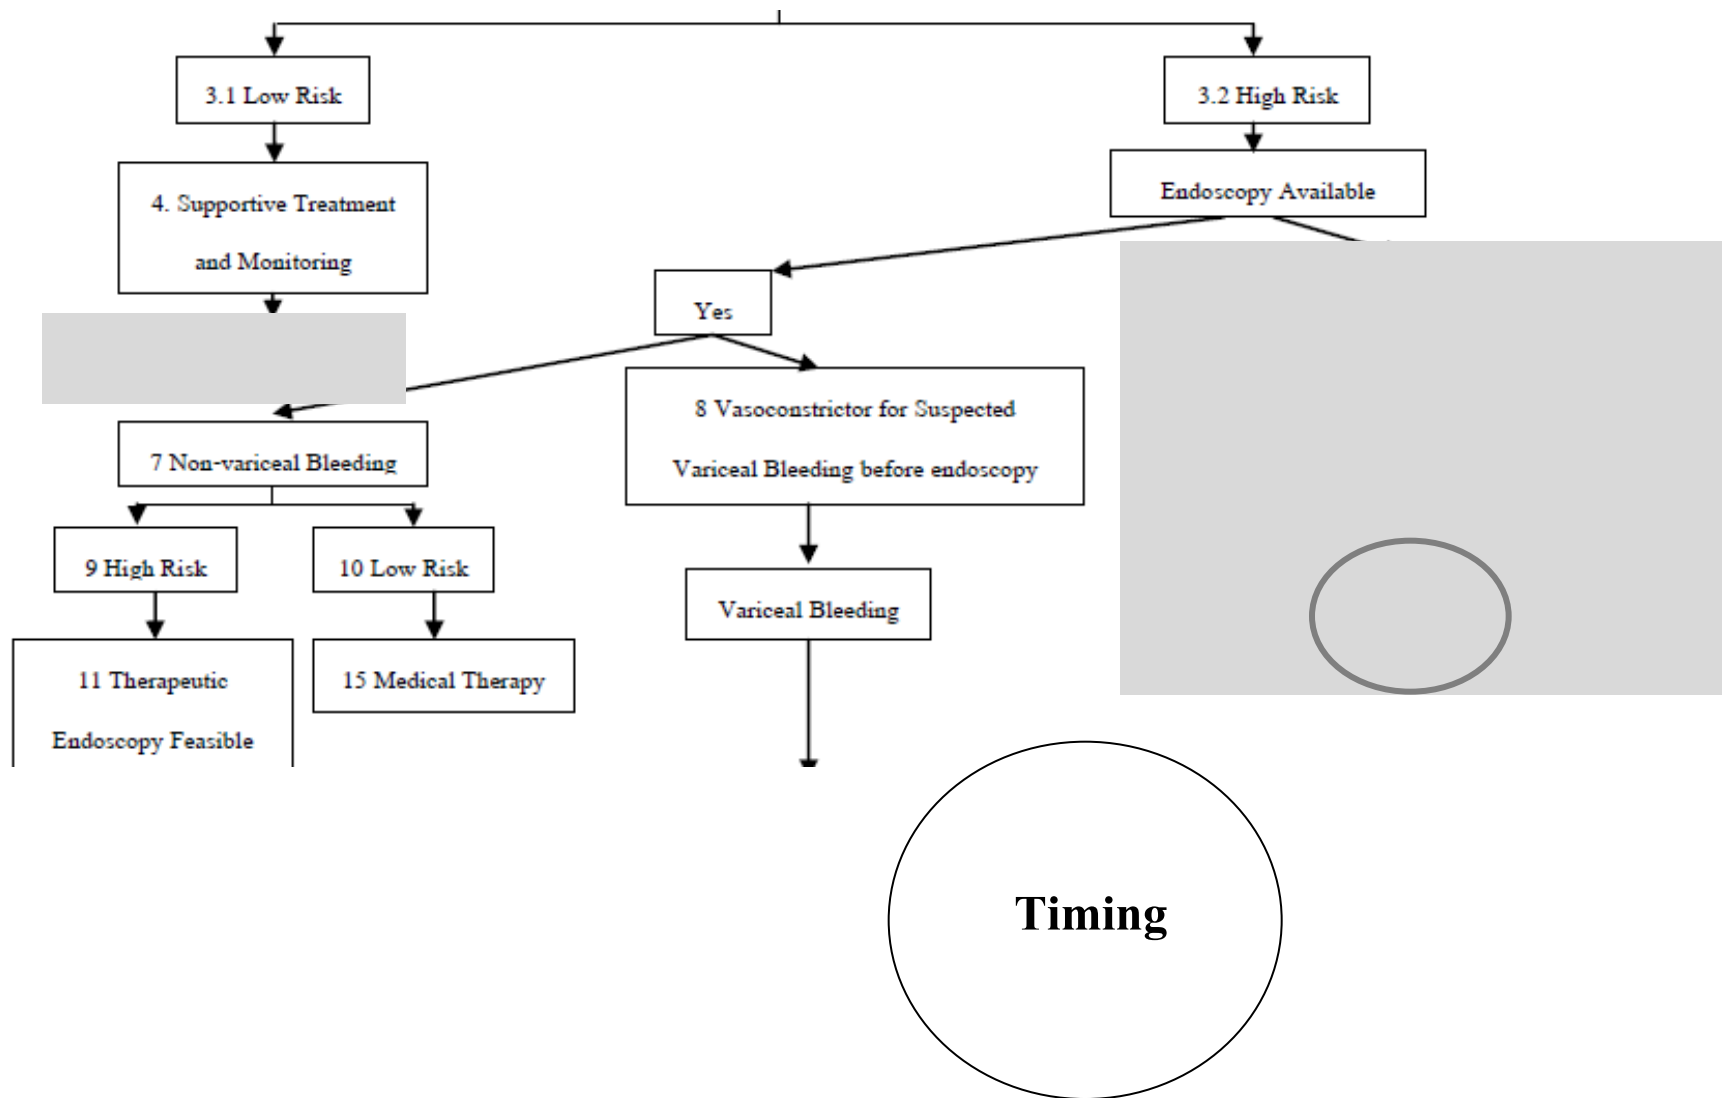 3.1 Low Risk
3.2 High Risk
4. Supportive Treatment
and Monitoring
Endoscopy Available
Yes
7 Non-variceal Bleeding
8 Vasoconstrictor for Suspected
Variceal Bleeding before endoscopy
9 High Risk
10 Low Risk
Variceal Bleeding
11 Therapeutic
Endoscopy Feasible
15 Medical Therapy
Timing